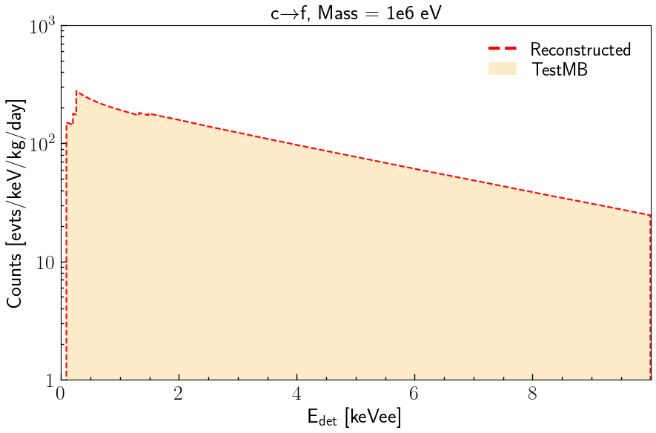 c→f, Mass = 1e6 eV
Reconstructed
TestMB
Counts [evts/keV/kg/day]
10³
10²
10
1
0 2 4 6 8
E_det [keVee]